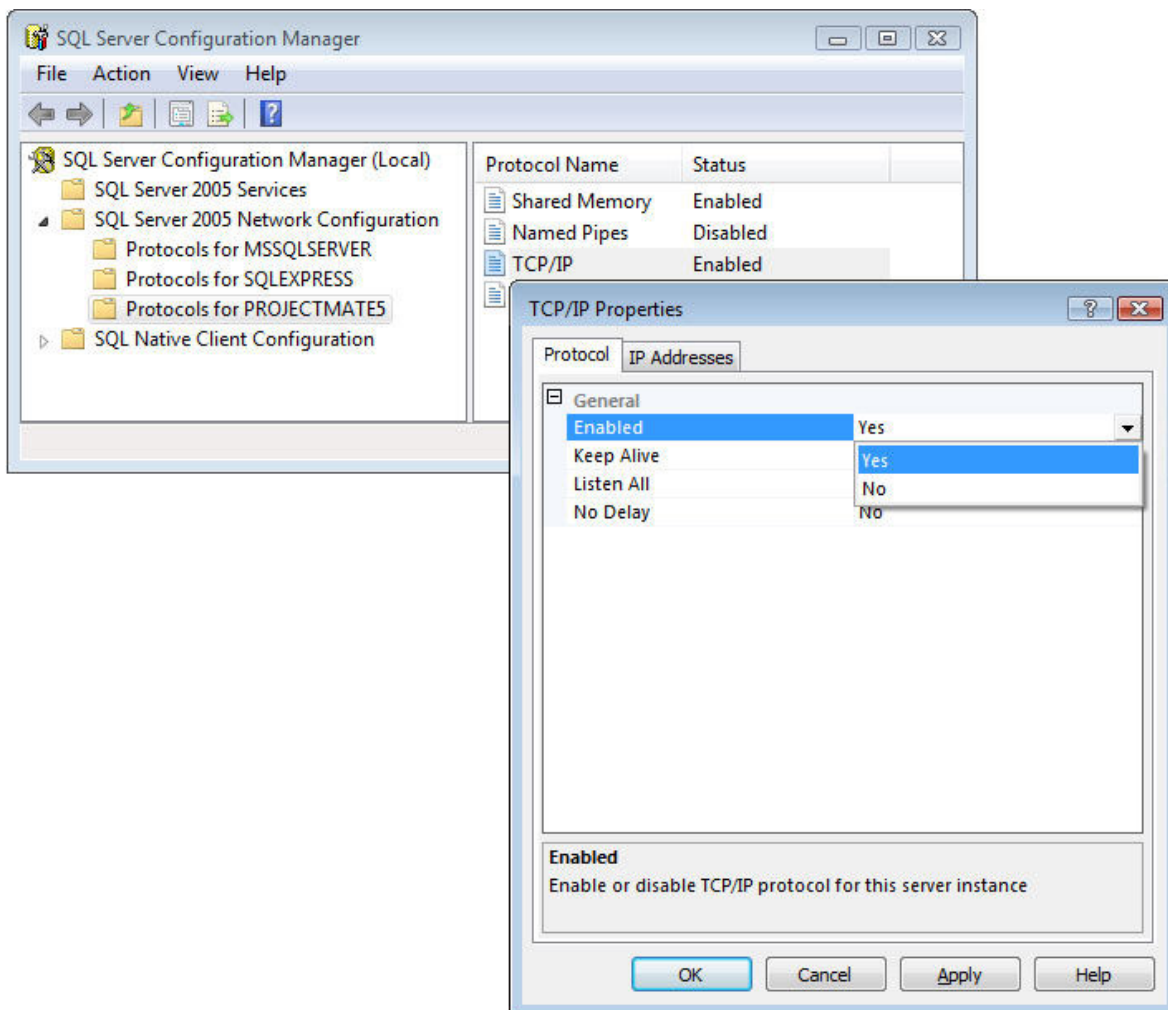 SQL Server Configuration Manager
File Action View Help
SQL Server Configuration Manager (Local)
SQL Server 2005 Services
SQL Server 2005 Network Configuration
Protocols for MSSQLSERVER
Protocols for SQLEXPRESS
Protocols for PROJECTMATE5
SQL Native Client Configuration
Protocol Name Status
Shared Memory Enabled
Named Pipes Disabled
TCP/IP Enabled
TCP/IP Properties
Protocol IP Addresses
General
Enabled Yes
Keep Alive
Yes
Listen All
No
No Delay No
Enabled
Enable or disable TCP/IP protocol for this server instance
OK Cancel Apply Help